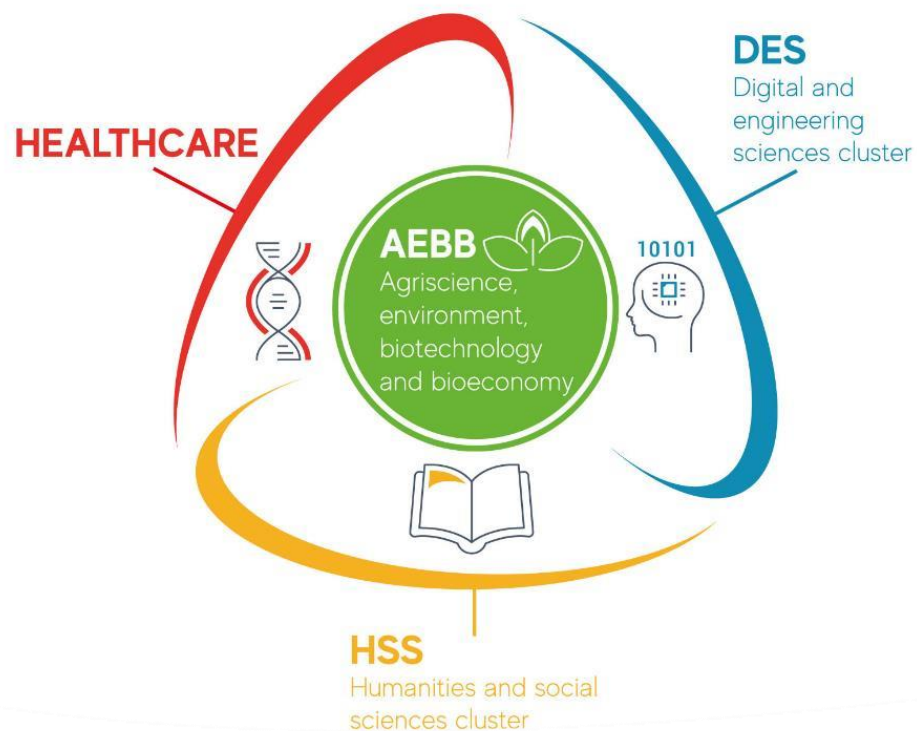 DES
Digital and
engineering
sciences cluster
HEALTHCARE
10101
AEBB
Agriscience,
environment,
biotechnology
and bioeconomy
HSS
Humanities and social
sciences cluster